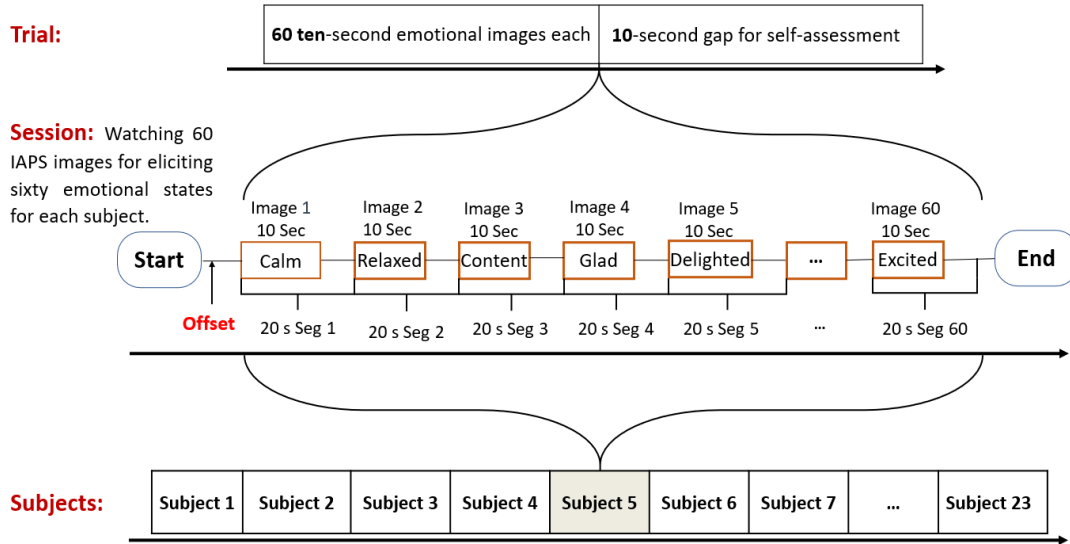 Trial:
60 ten-second emotional images each
10-second gap for self-assessment
Session: Watching 60
IAPS images for eliciting
sixty emotional states
for each subject.
Image 1
10 Sec
Image 2
10 Sec
Image 3
10 Sec
Image 4
10 Sec
Image 5
10 Sec
Image 60
10 Sec
Start
Calm
Relaxed
Content
Glad
Delighted
...
Excited
End
Offset
20 s Seg 1
20 s Seg 2
20 s Seg 3
20 s Seg 4
20 s Seg 5
...
20 s Seg 60
Subjects:
Subject 1
Subject 2
Subject 3
Subject 4
Subject 5
Subject 6
Subject 7
...
Subject 23